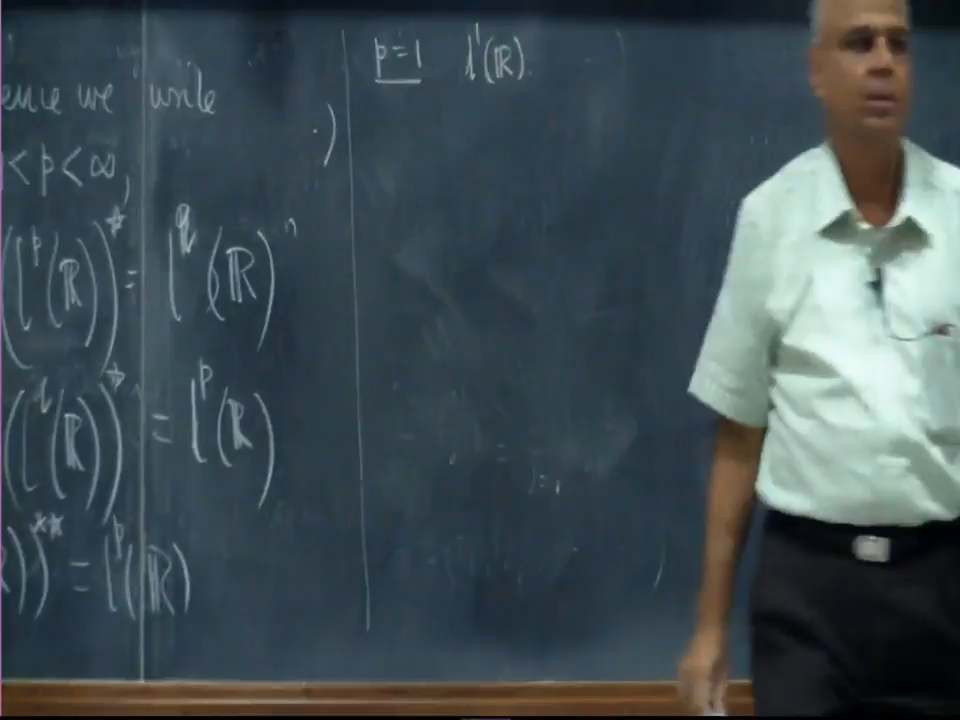 ence we write
< p < ∞,
(l^p(ℝ))^* = l^q(ℝ)
(l^q(ℝ))^* = l^p(ℝ)
))^** = l^p(ℝ)
p=1 l^1(ℝ)